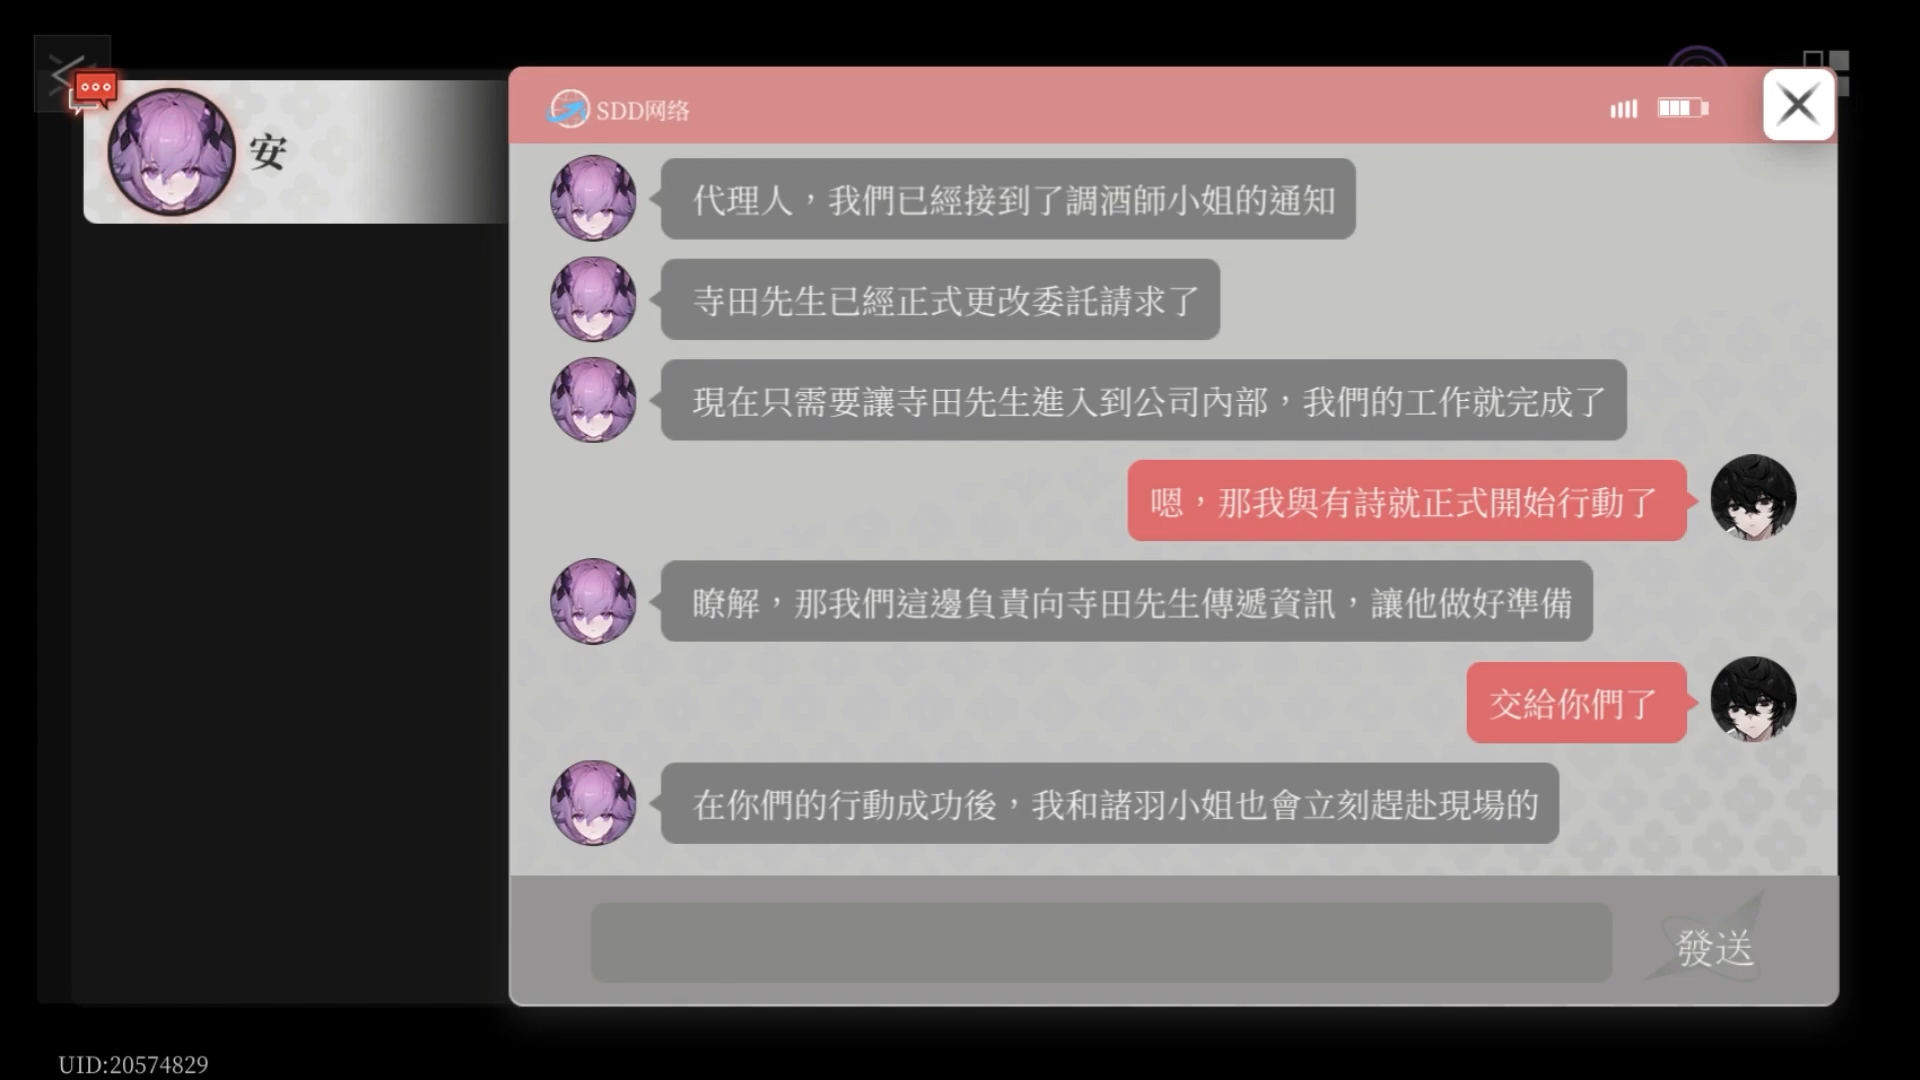 安
SDD网络
代理人，我們已經接到了調酒師小姐的通知
寺田先生已經正式更改委託請求了
現在只需要讓寺田先生進入到公司內部，我們的工作就完成了
嗯，那我與有詩就正式開始行動了
瞭解，那我們這邊負責向寺田先生傳遞資訊，讓他做好準備
交給你們了
在你們的行動成功後，我和諸羽小姐也會立刻趕赴現場的
發送
UID:20574829